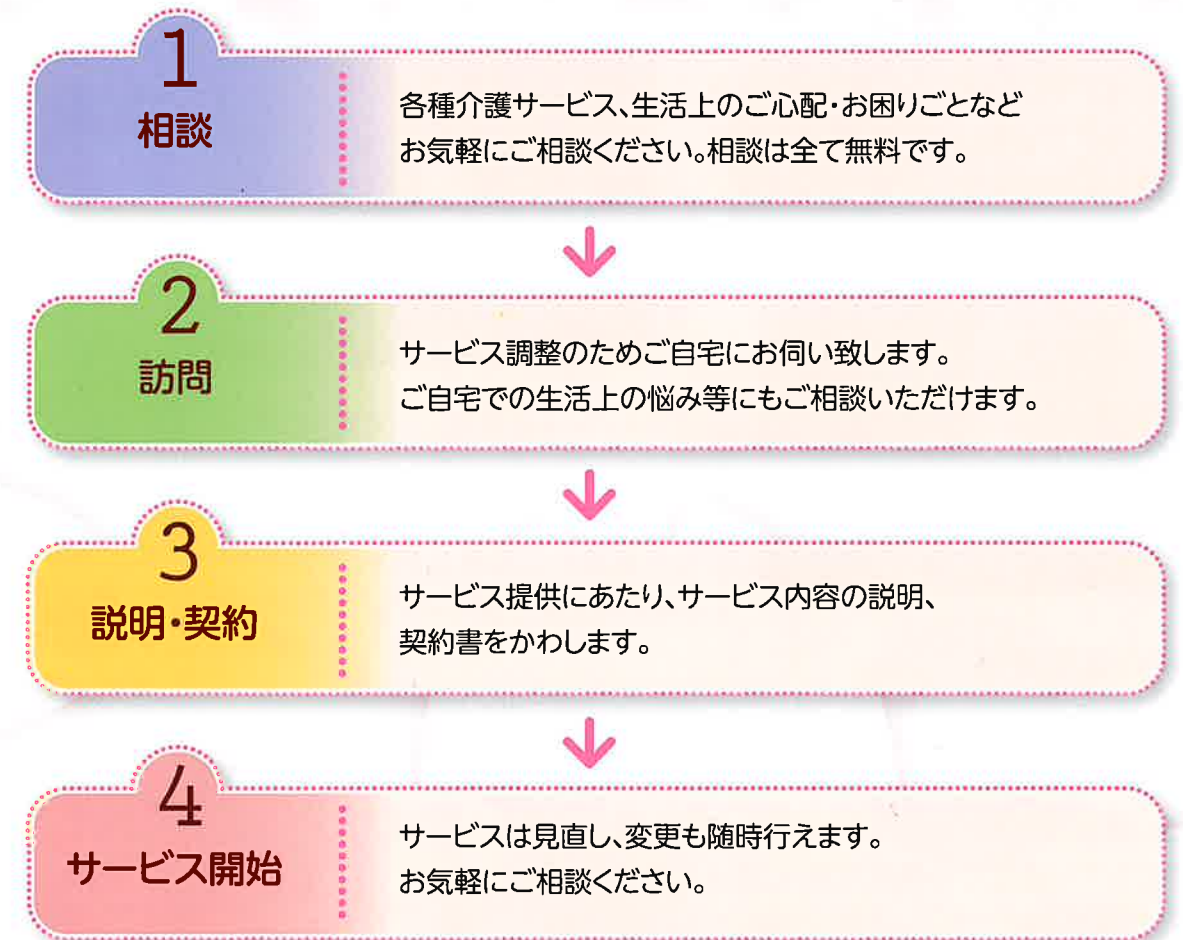 1
相談
各種介護サービス、生活上のご心配・お困りごとなど
お気軽にご相談ください。相談は全て無料です。
2
訪問
サービス調整のためご自宅にお伺い致します。
ご自宅での生活上の悩み等にもご相談いただけます。
3
説明・契約
サービス提供にあたり、サービス内容の説明、
契約書をかわします。
4
サービス開始
サービスは見直し、変更も随時行えます。
お気軽にご相談ください。